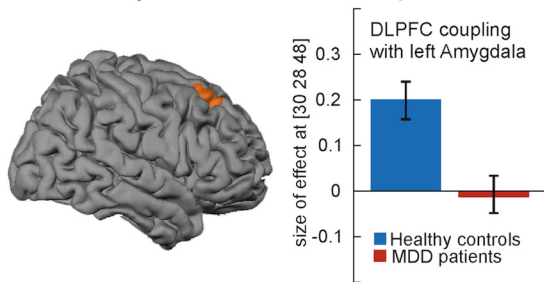 DLPFC coupling
with left Amygdala
size of effect at [30 28 48]
0.3
0.2
0.1
0
-0.1
Healthy controls
MDD patients